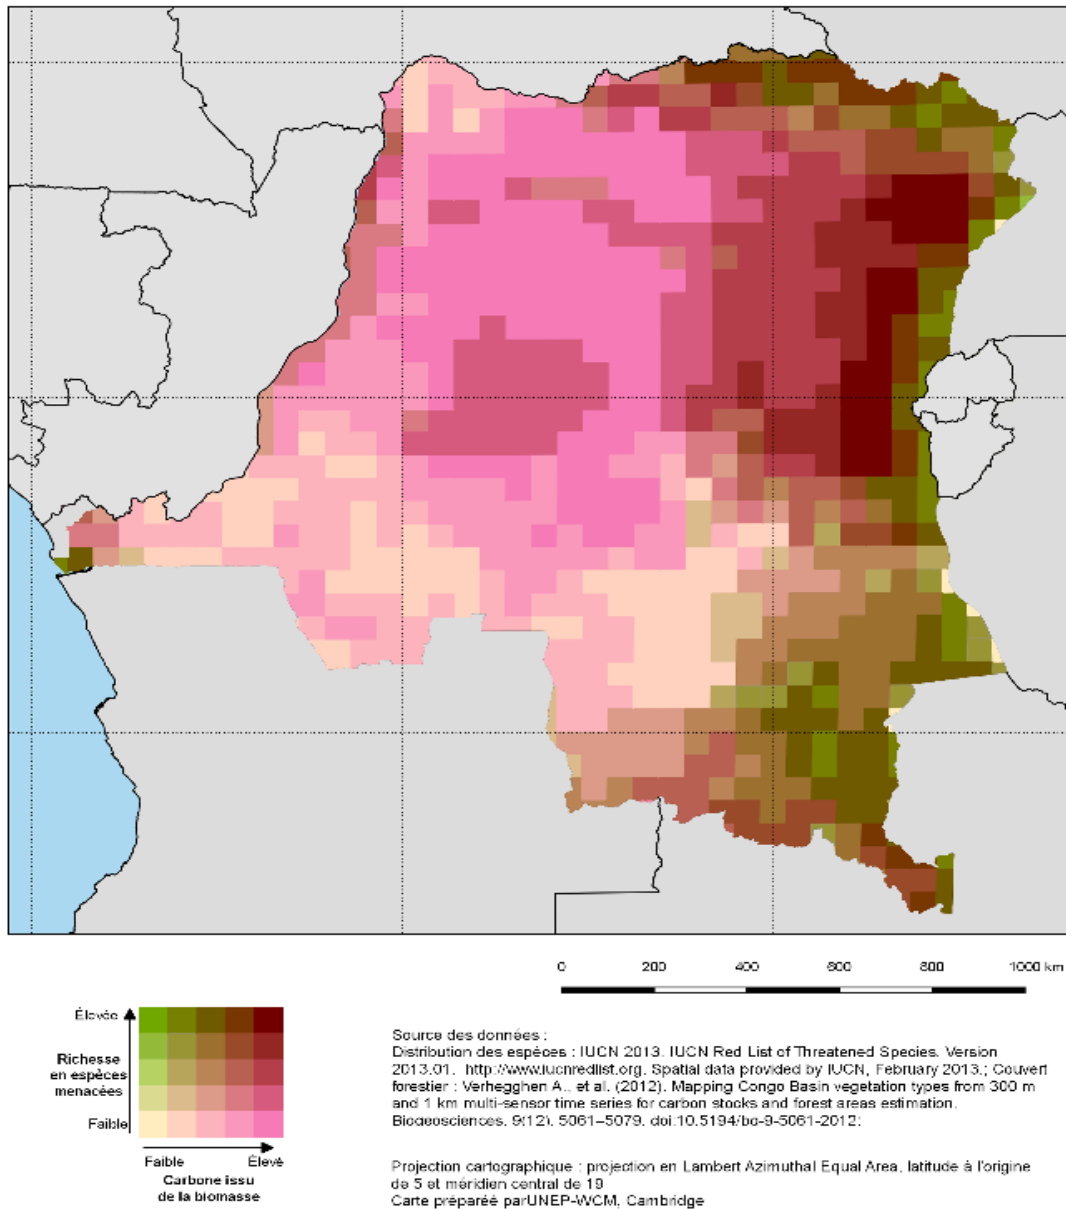 0 200 400 600 800 1000 km
Élevée
Richesse
en espèces
menacées
Faible
Faible Élevé
Carbone issu
de la biomasse
Source des données :
Distribution des espèces : IUCN 2013. IUCN Red List of Threatened Species. Version
2013.01. http://www.iucnredlist.org. Spatial data provided by IUCN, February 2013.; Couvert
forestier : Verhegghen A., et al. (2012). Mapping Congo Basin vegetation types from 300 m
and 1 km multi-sensor time series for carbon stocks and forest areas estimation.
Biogeosciences, 9(12), 5061–5079. doi:10.5194/bg-9-5061-2012;
Projection cartographique : projection en Lambert Azimuthal Equal Area, latitude à l'origine
de 5 et méridien central de 19
Carte préparéé parUNEP-WCM, Cambridge